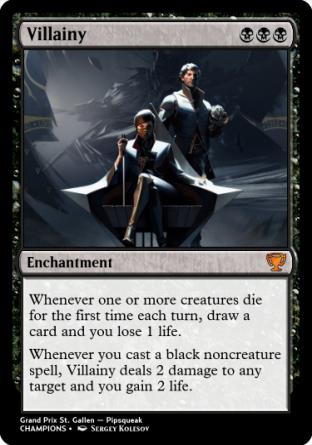 Villainy
Enchantment
Whenever one or more creatures die
for the first time each turn, draw a
card and you lose 1 life.
Whenever you cast a black noncreature
spell, Villainy deals 2 damage to any
target and you gain 2 life.
Grand Prix St. Gallen — Pipsqueak
CHAMPIONS • Sergey Kolesov